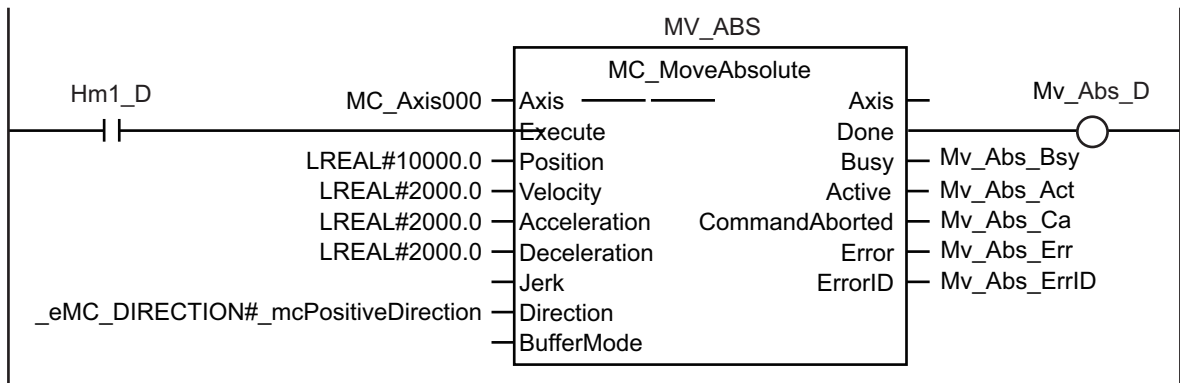 MV_ABS
MC_MoveAbsolute
Hm1_D
Mv_Abs_D
MC_Axis000 Axis Axis
Execute Done
LREAL#10000.0 Position Busy Mv_Abs_Bsy
LREAL#2000.0 Velocity Active Mv_Abs_Act
LREAL#2000.0 Acceleration CommandAborted Mv_Abs_Ca
LREAL#2000.0 Deceleration Error Mv_Abs_Err
Jerk ErrorID Mv_Abs_ErrID
_eMC_DIRECTION#_mcPositiveDirection Direction
BufferMode